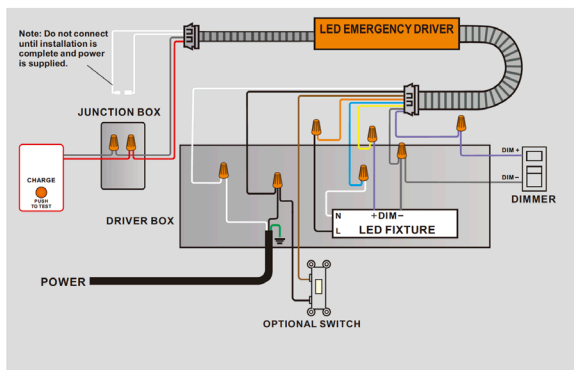 LED EMERGENCY DRIVER
Note: Do not connect
until installation is
complete and power
is supplied.
JUNCTION BOX
CHARGE
PUSH
TO TEST
DRIVER BOX
DIM +
DIM−
DIMMER
N
+DIM−
L
LED FIXTURE
POWER
OPTIONAL SWITCH